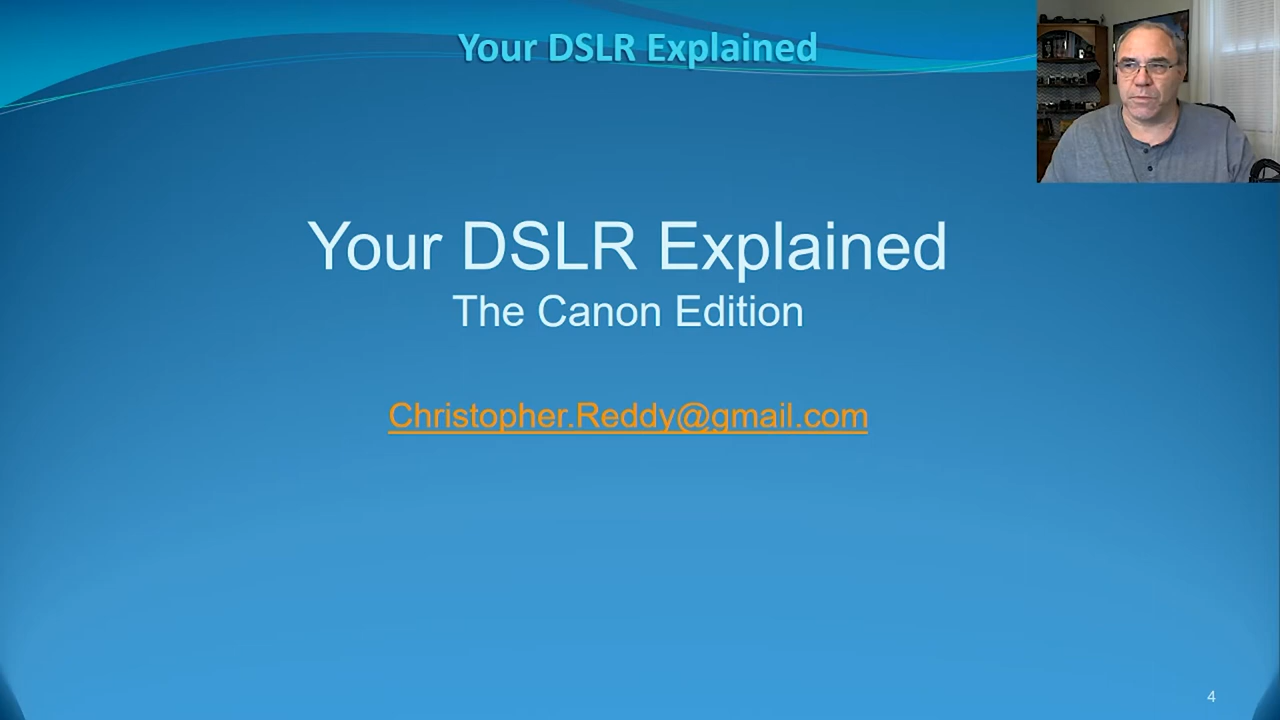 Your DSLR Explained
Your DSLR Explained
The Canon Edition
Christopher.Reddy@gmail.com
4